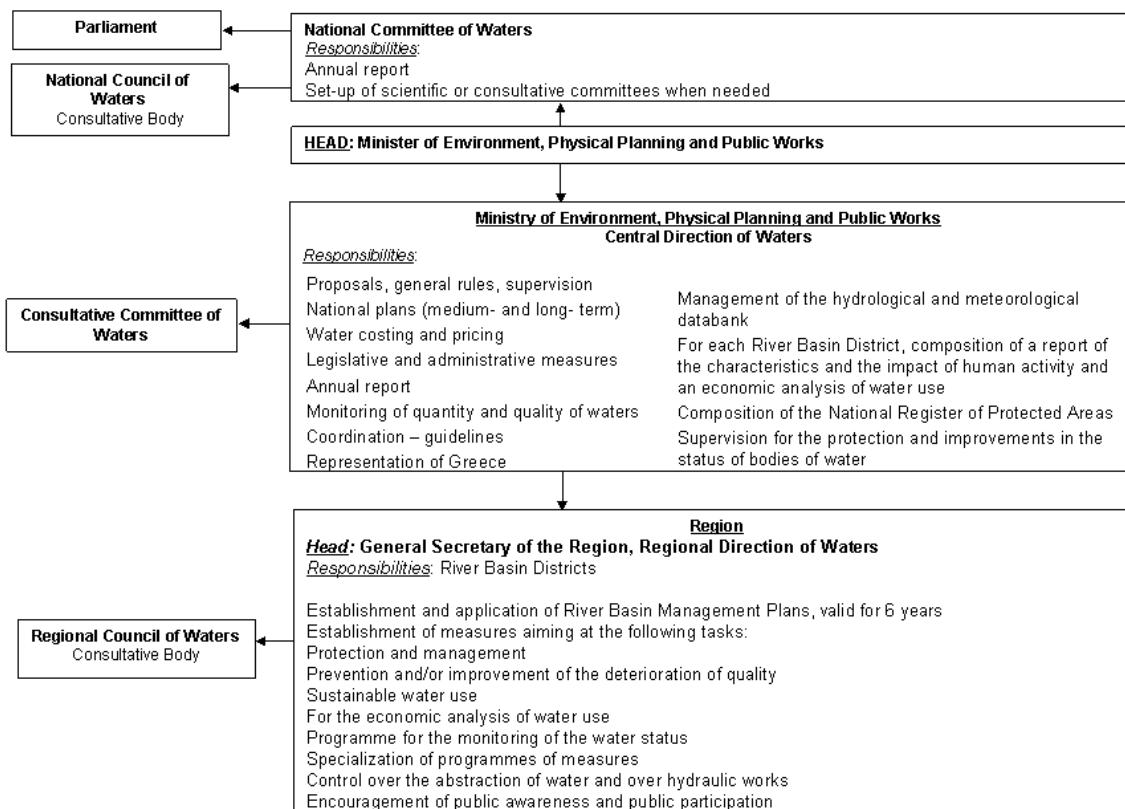 Parliament
National Council of
Waters
Consultative Body
National Committee of Waters
Responsibilities:
Annual report
Set-up of scientific or consultative committees when needed
HEAD: Minister of Environment, Physical Planning and Public Works
Ministry of Environment, Physical Planning and Public Works
Central Direction of Waters
Responsibilities:
Proposals, general rules, supervision
National plans (medium- and long- term)
Water costing and pricing
Legislative and administrative measures
Annual report
Monitoring of quantity and quality of waters
Coordination – guidelines
Representation of Greece
Management of the hydrological and meteorological
databank
For each River Basin District, composition of a report of
the characteristics and the impact of human activity and
an economic analysis of water use
Composition of the National Register of Protected Areas
Supervision for the protection and improvements in the
status of bodies of water
Consultative Committee of
Waters
Region
Head: General Secretary of the Region, Regional Direction of Waters
Responsibilities: River Basin Districts
Establishment and application of River Basin Management Plans, valid for 6 years
Establishment of measures aiming at the following tasks:
Protection and management
Prevention and/or improvement of the deterioration of quality
Sustainable water use
For the economic analysis of water use
Programme for the monitoring of the water status
Specialization of programmes of measures
Control over the abstraction of water and over hydraulic works
Encouragement of public awareness and public participation
Regional Council of Waters
Consultative Body